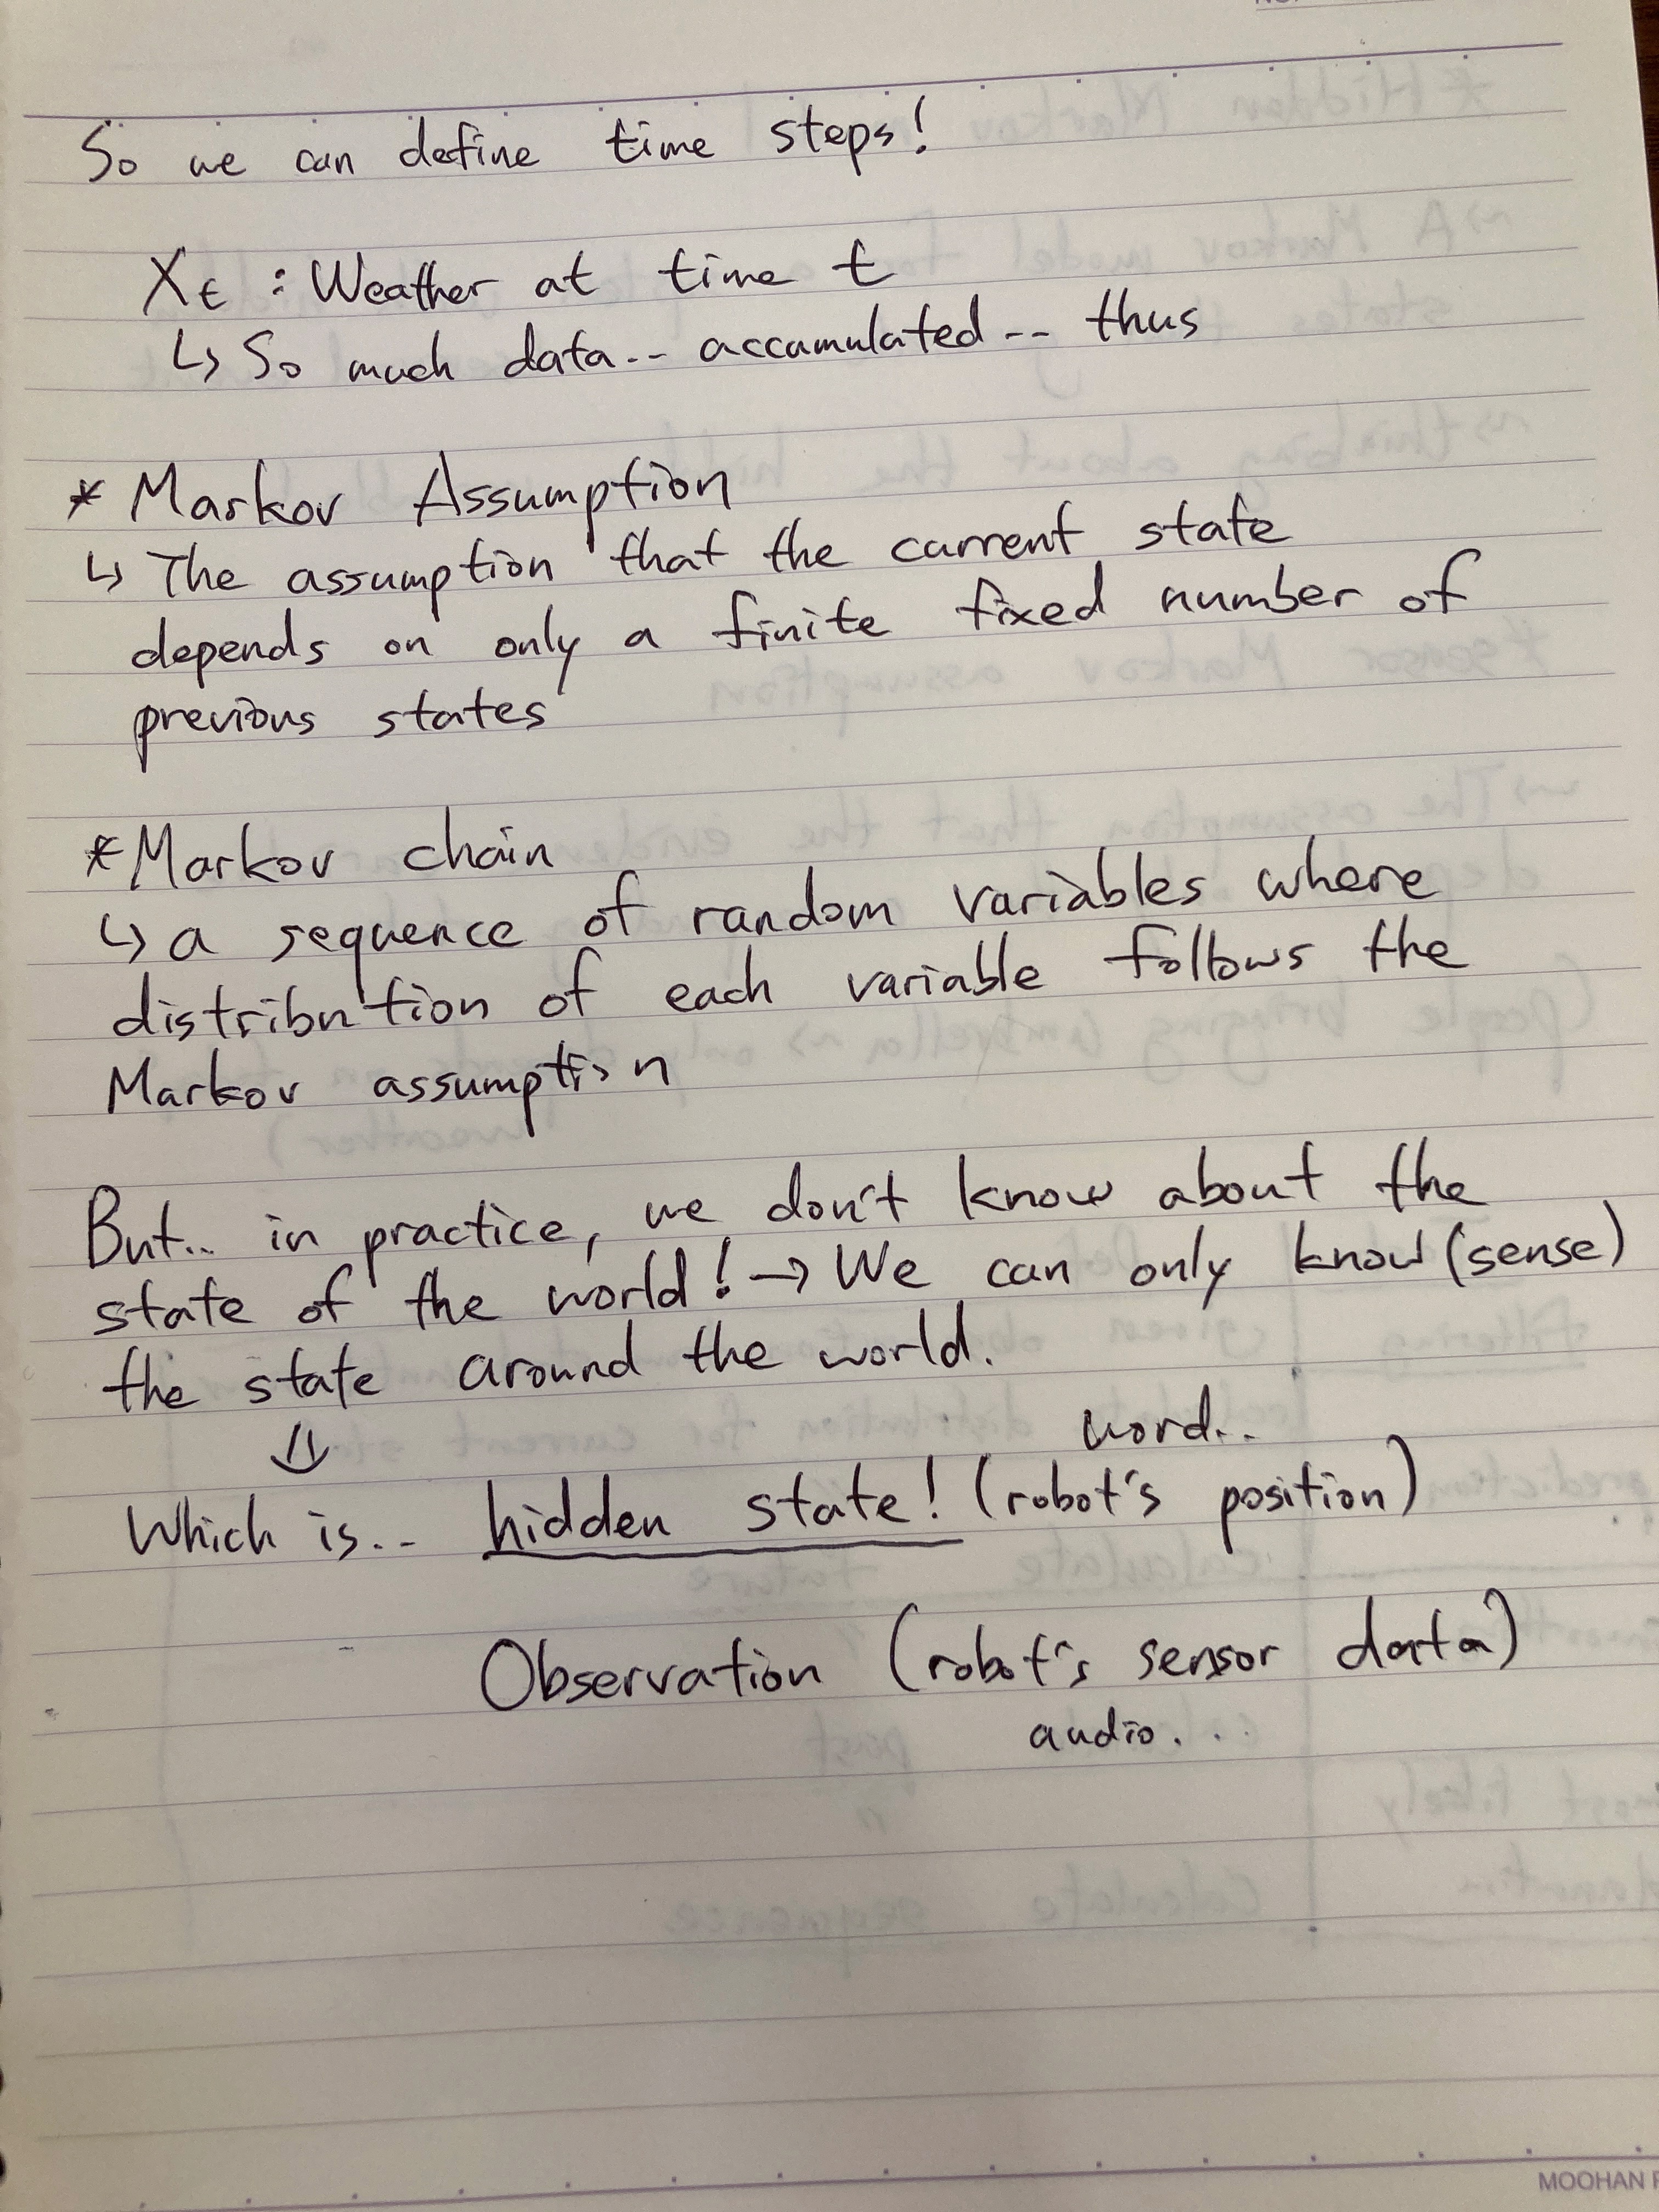 So we can define time steps!
Xt : Weather at time t
↳ So much data.. accumulated.. thus
* Markov Assumption
↳ The assumption that the current state
depends on only a finite fixed number of
previous states
* Markov chain
↳ a sequence of random variables where
distribution of each variable follows the
Markov assumption
But.. in practice, we don't know about the
state of the world! → We can only know (sense)
the state around the world.
⇓
word..
Which is.. hidden state! (robot's position)
Observation (robot's sensor data)
audio...
MOOHAN